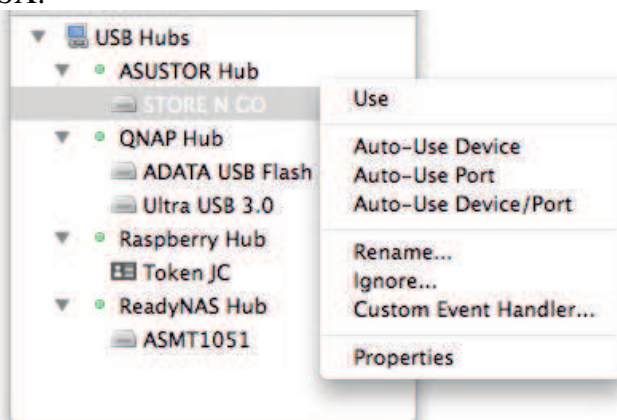 USB Hubs
ASUSTOR Hub
STORE N GO
QNAP Hub
ADATA USB Flash
Ultra USB 3.0
Raspberry Hub
Token JC
ReadyNAS Hub
ASMT1051
Use
Auto-Use Device
Auto-Use Port
Auto-Use Device/Port
Rename...
Ignore...
Custom Event Handler...
Properties